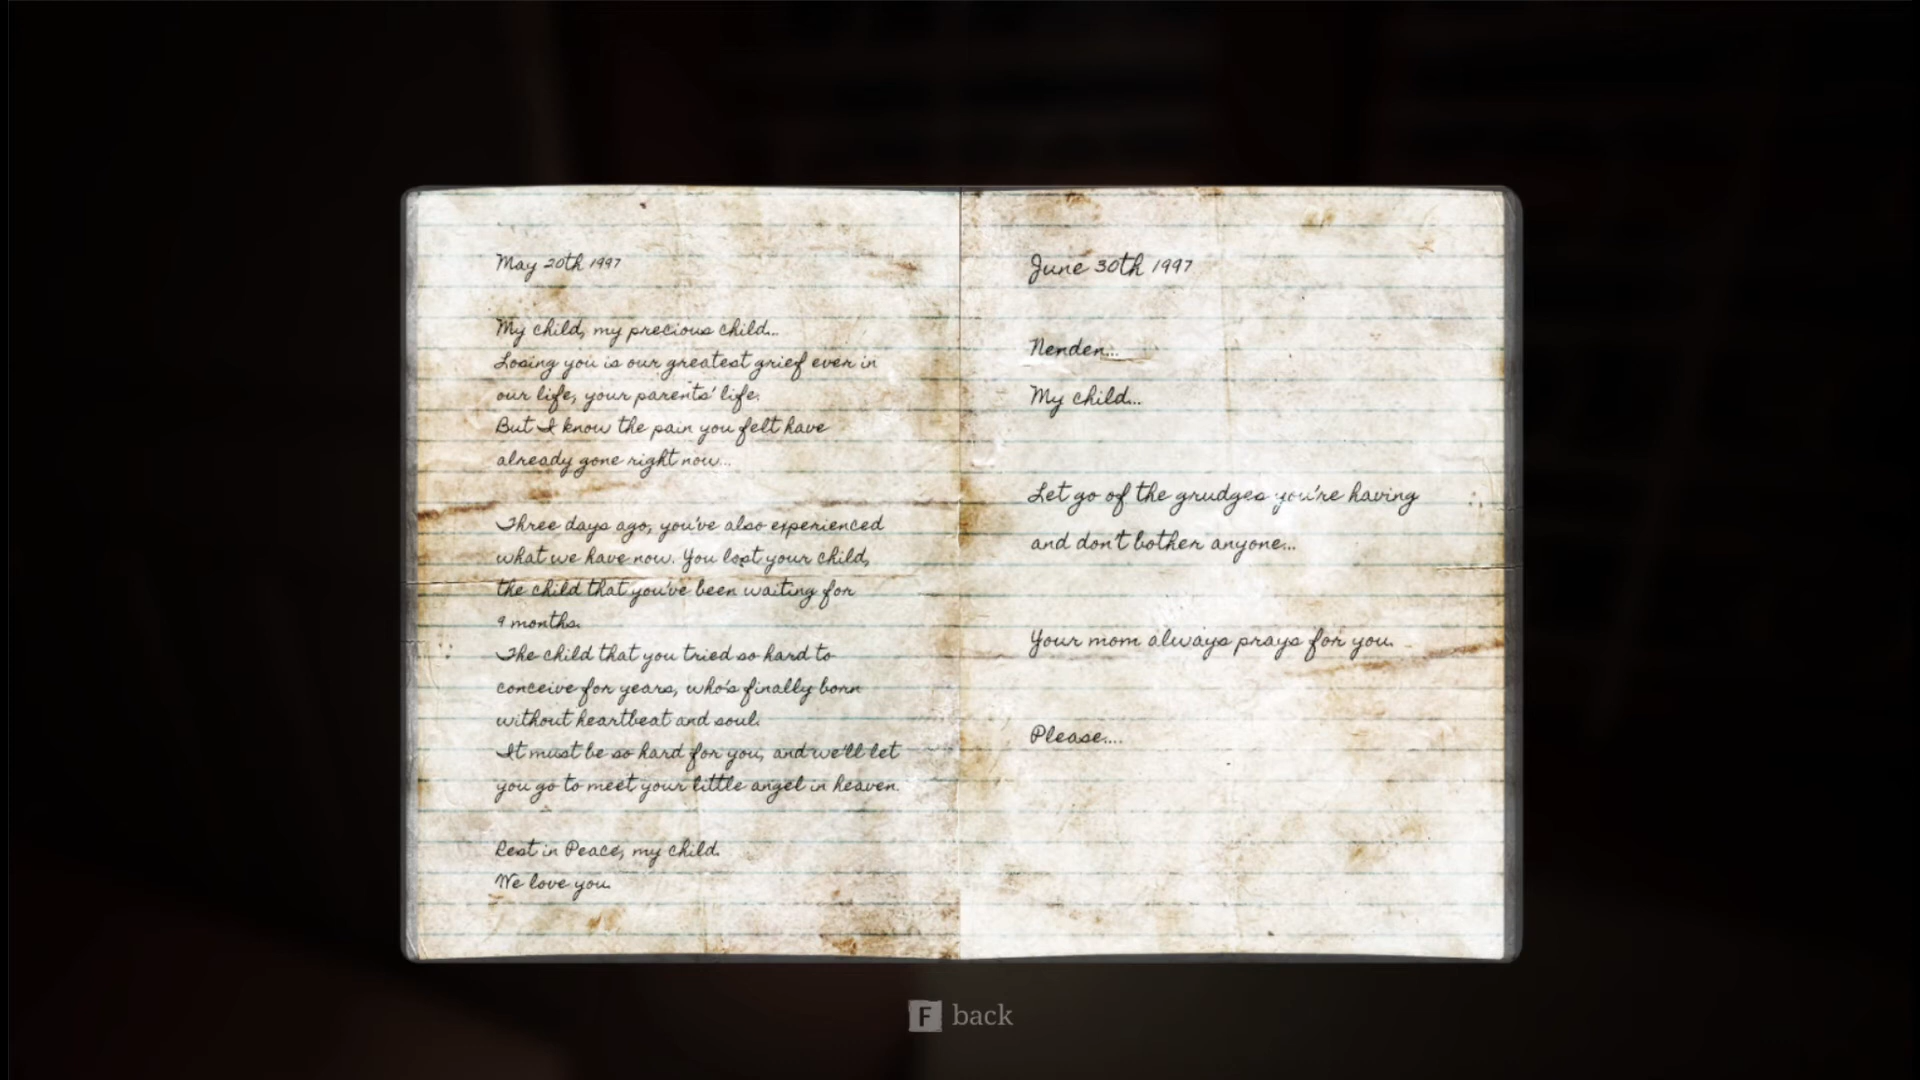 May 20th 1997
My child, my precious child...
Losing you is our greatest grief ever in
our life, your parents' life.
But I know the pain you felt have
already gone right now...
Three days ago, you've also experienced
what we have now. You lost your child,
the child that you've been waiting for
9 months.
The child that you tried so hard to
conceive for years, who's finally born
without heartbeat and soul.
It must be so hard for you, and we'll let
you go to meet your little angel in heaven.
Rest in Peace, my child.
We love you.
June 30th 1997
Nenden...
My child...
Let go of the grudges you're having
and don't bother anyone...
Your mom always prays for you.
Please....
F back